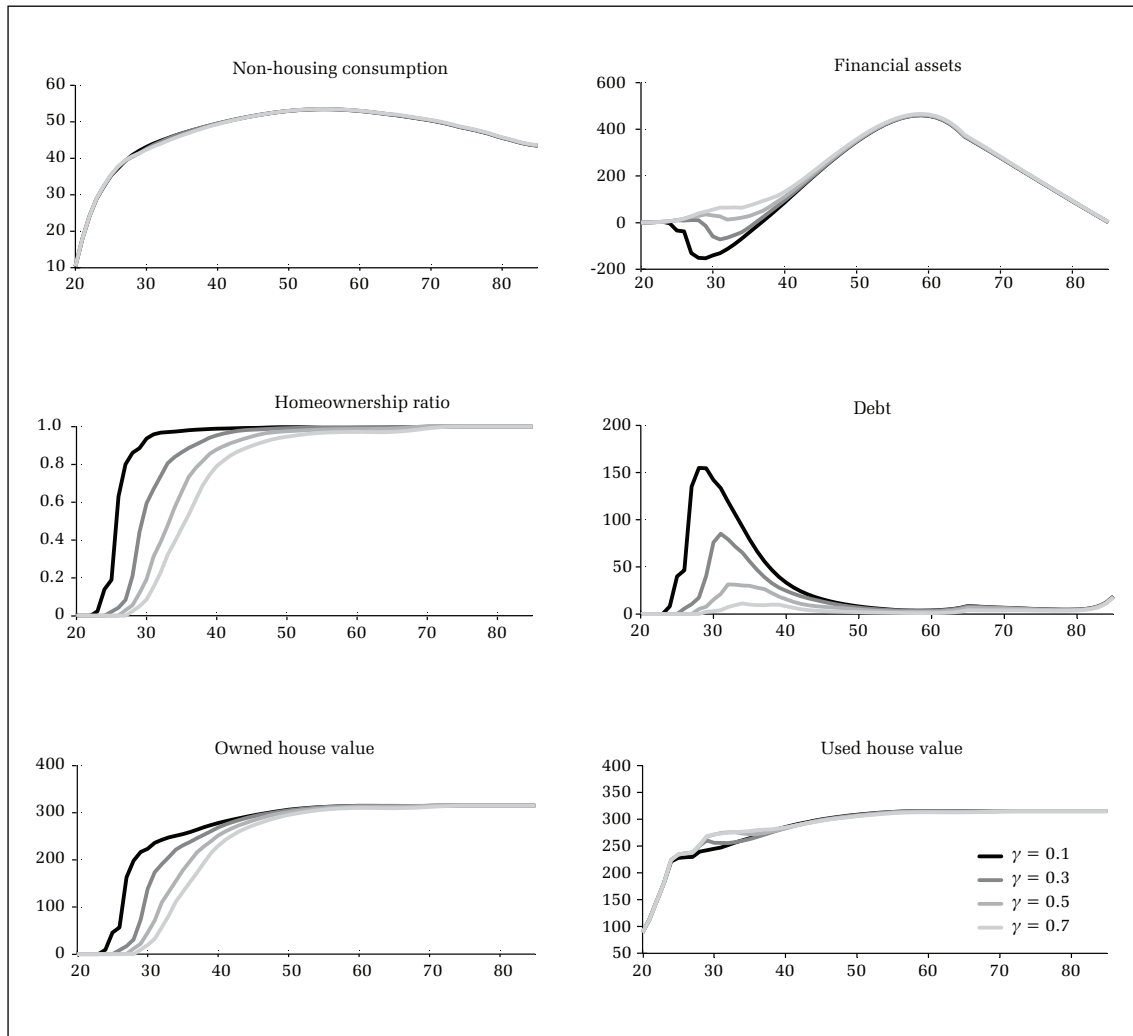 Non-housing consumption
60
50
40
30
20
10
20 30 40 50 60 70 80
Financial assets
600
400
200
0
-200
20 30 40 50 60 70 80
Homeownership ratio
1.0
0.8
0.6
0.4
0.2
0
20 30 40 50 60 70 80
Debt
200
150
100
50
0
20 30 40 50 60 70 80
Owned house value
400
300
200
100
0
20 30 40 50 60 70 80
Used house value
400
350
300
250
200
150
100
50
20 30 40 50 60 70 80
γ = 0.1
γ = 0.3
γ = 0.5
γ = 0.7